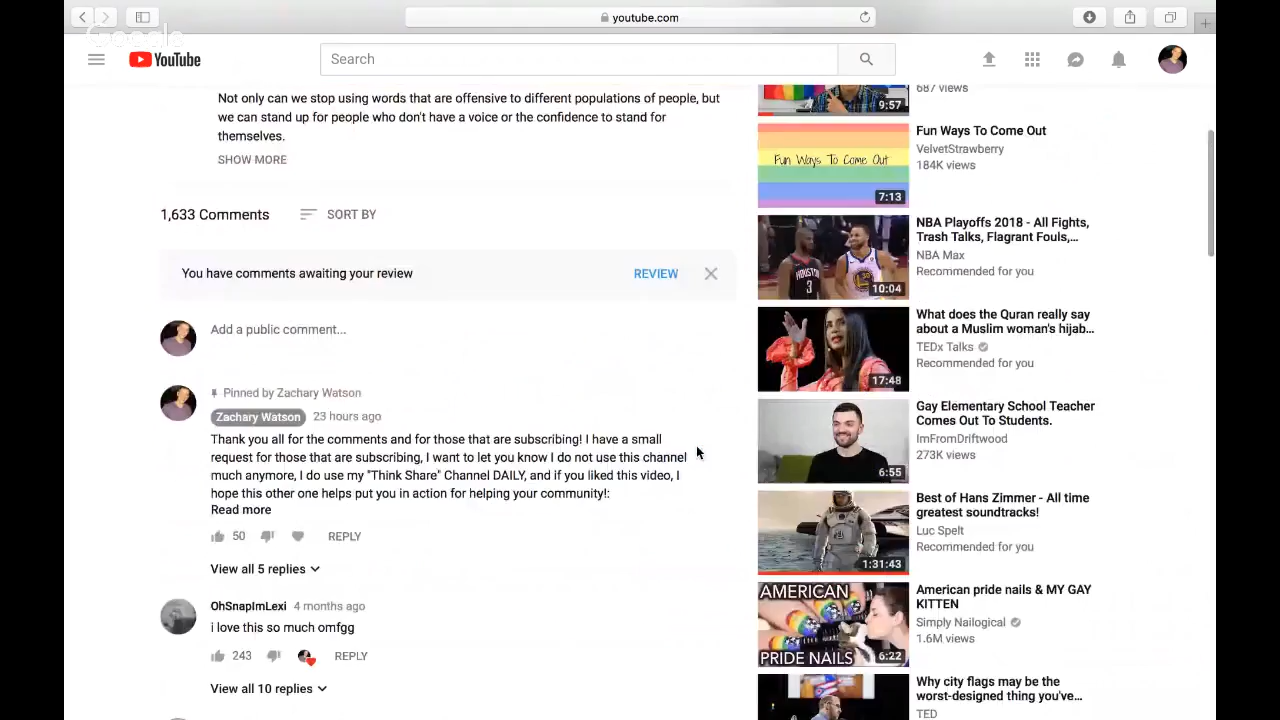 youtube.com
Google
YouTube
Search
Not only can we stop using words that are offensive to different populations of people, but
we can stand up for people who don't have a voice or the confidence to stand for
themselves.
SHOW MORE
1,633 Comments
SORT BY
You have comments awaiting your review
REVIEW
Add a public comment...
Pinned by Zachary Watson
Zachary Watson 23 hours ago
Thank you all for the comments and for those that are subscribing! I have a small
request for those that are subscribing, I want to let you know I do not use this channel
much anymore, I do use my "Think Share" Channel DAILY, and if you liked this video, I
hope this other one helps put you in action for helping your community!:
Read more
50 REPLY
View all 5 replies
OhSnapImLexi 4 months ago
i love this so much omfgg
243 REPLY
View all 10 replies
9:57
687 views
Fun Ways To Come Out
7:13
Fun Ways To Come Out
VelvetStrawberry
184K views
HOUSTON
3
10:04
NBA Playoffs 2018 - All Fights,
Trash Talks, Flagrant Fouls,...
NBA Max
Recommended for you
17:48
What does the Quran really say
about a Muslim woman's hijab...
TEDx Talks
Recommended for you
6:55
Gay Elementary School Teacher
Comes Out To Students.
ImFromDriftwood
273K views
1:31:43
Best of Hans Zimmer - All time
greatest soundtracks!
Luc Spelt
Recommended for you
AMERICAN
PRIDE NAILS
6:22
American pride nails & MY GAY
KITTEN
Simply Nailogical
1.6M views
Why city flags may be the
worst-designed thing you've...
TED